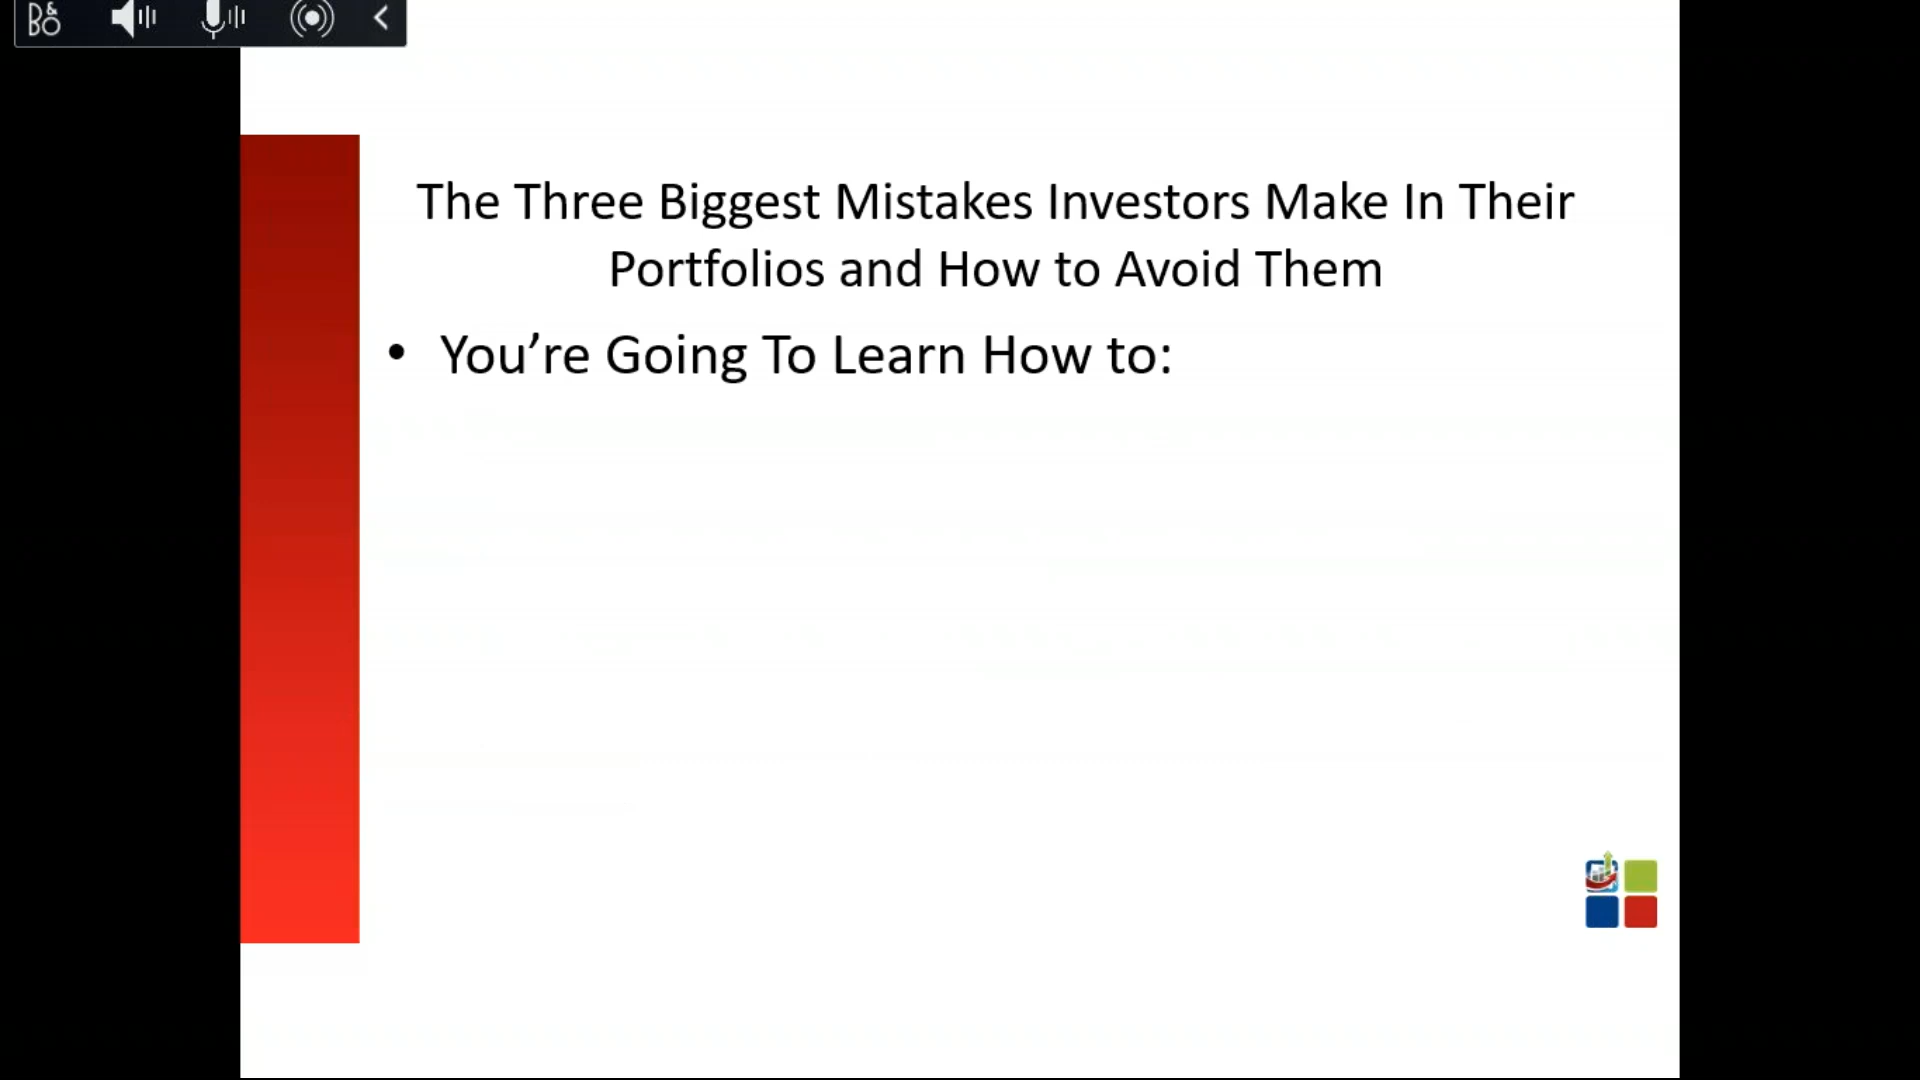 B&O
The Three Biggest Mistakes Investors Make In Their
Portfolios and How to Avoid Them
• You’re Going To Learn How to: